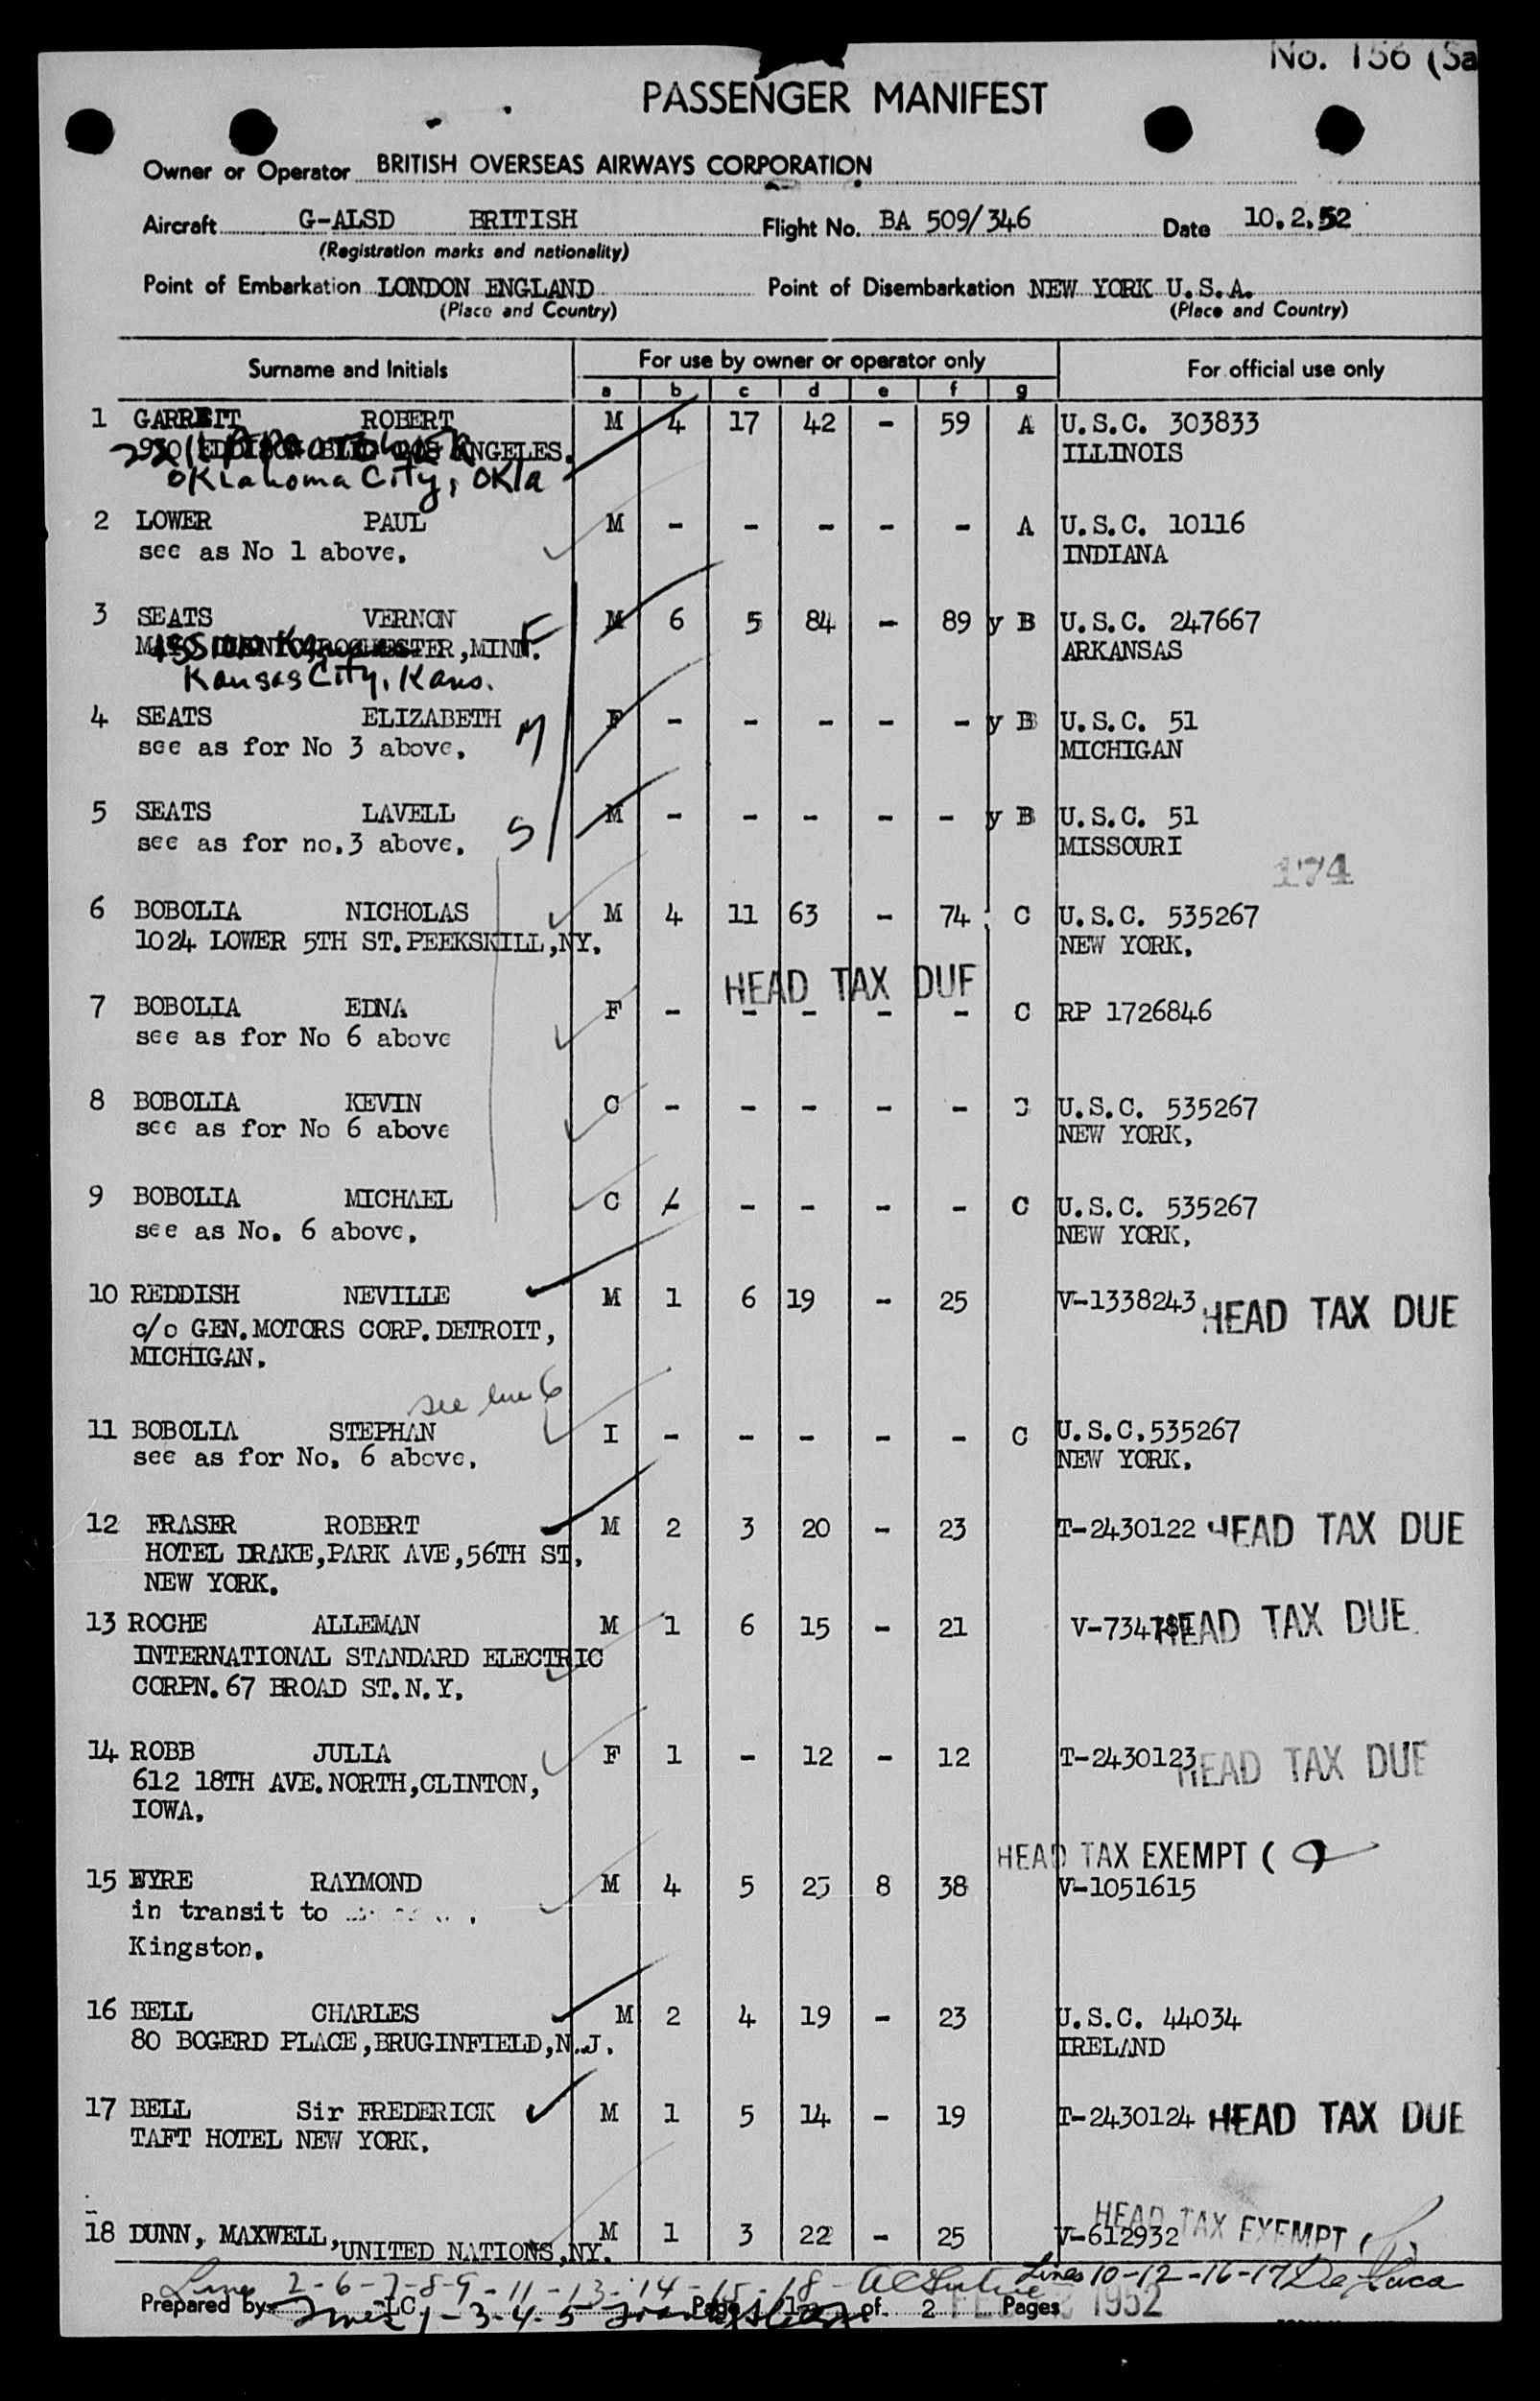 No. 156 (Sa
PASSENGER MANIFEST
Owner or Operator BRITISH OVERSEAS AIRWAYS CORPORATION
Aircraft G-ALSD BRITISH Flight No. BA 509/346 Date 10.2.52
(Registration marks and nationality)
Point of Embarkation LONDON ENGLAND Point of Disembarkation NEW YORK U.S.A.
(Place and Country) (Place and Country)
Surname and Initials For use by owner or operator only For official use only
a b c d e f g
1 GARREIT ROBERT M 4 17 42 - 59 A U.S.C. 303833
ANGELES. ILLINOIS
Oklahoma City, Okla
2 LOWER PAUL M - - - - - A U.S.C. 10116
see as No 1 above. INDIANA
3 SEATS VERNON F M 6 5 84 - 89 y B U.S.C. 247667
ROCHESTER, MINN. ARKANSAS
Kansas City, Kans.
4 SEATS ELIZABETH M F - - - - - y B U.S.C. 51
see as for No 3 above. MICHIGAN
5 SEATS LAVELL S M - - - - - y B U.S.C. 51
see as for no.3 above. MISSOURI
174
6 BOBOLIA NICHOLAS M 4 11 63 - 74 C U.S.C. 535267
1024 LOWER 5TH ST. PEEKSKILL, NY. NEW YORK.
HEAD TAX DUE
7 BOBOLIA EDNA F - - - - - C RP 1726846
see as for No 6 above
8 BOBOLIA KEVIN C - - - - - C U.S.C. 535267
see as for No 6 above NEW YORK.
9 BOBOLIA MICHAEL C - - - - - C U.S.C. 535267
see as No. 6 above. NEW YORK.
10 REDDISH NEVILLE M 1 6 19 - 25 V-1338243 HEAD TAX DUE
c/o GEN. MOTORS CORP. DETROIT,
MICHIGAN.
see line 6
11 BOBOLIA STEPHAN I - - - - - C U.S.C. 535267
see as for No. 6 above. NEW YORK.
12 FRASER ROBERT M 2 3 20 - 23 T-2430122 HEAD TAX DUE
HOTEL DRAKE, PARK AVE, 56TH ST,
NEW YORK.
13 ROCHE ALLEMAN M 1 6 15 - 21 HEAD TAX DUE
INTERNATIONAL STANDARD ELECTRIC
CORPN. 67 BROAD ST. N.Y.
14 ROBB JULIA F 1 - 12 - 12 T-2430123 HEAD TAX DUE
612 18TH AVE. NORTH, CLINTON,
IOWA.
HEAD TAX EXEMPT (
15 EYRE RAYMOND M 4 5 25 8 38 V-1051615
in transit to
Kingston.
16 BELL CHARLES M 2 4 19 - 23 U.S.C. 44034
80 BOGERD PLACE, BRUGINFIELD, N.J. IRELAND
17 BELL Sir FREDERICK M 1 5 14 - 19 T-2430124 HEAD TAX DUE
TAFT HOTEL NEW YORK.
HEAD TAX EXEMPT (
18 DUNN, MAXWELL, UNITED NATIONS, NY. M 1 3 22 - 25 V-612932
Lines 2-6-7-8-9-11-13-14-15-18 Lines 10-12-16-17
Prepared by LC Page 1 of 2 Pages 1952
Lines 1-3-4-5